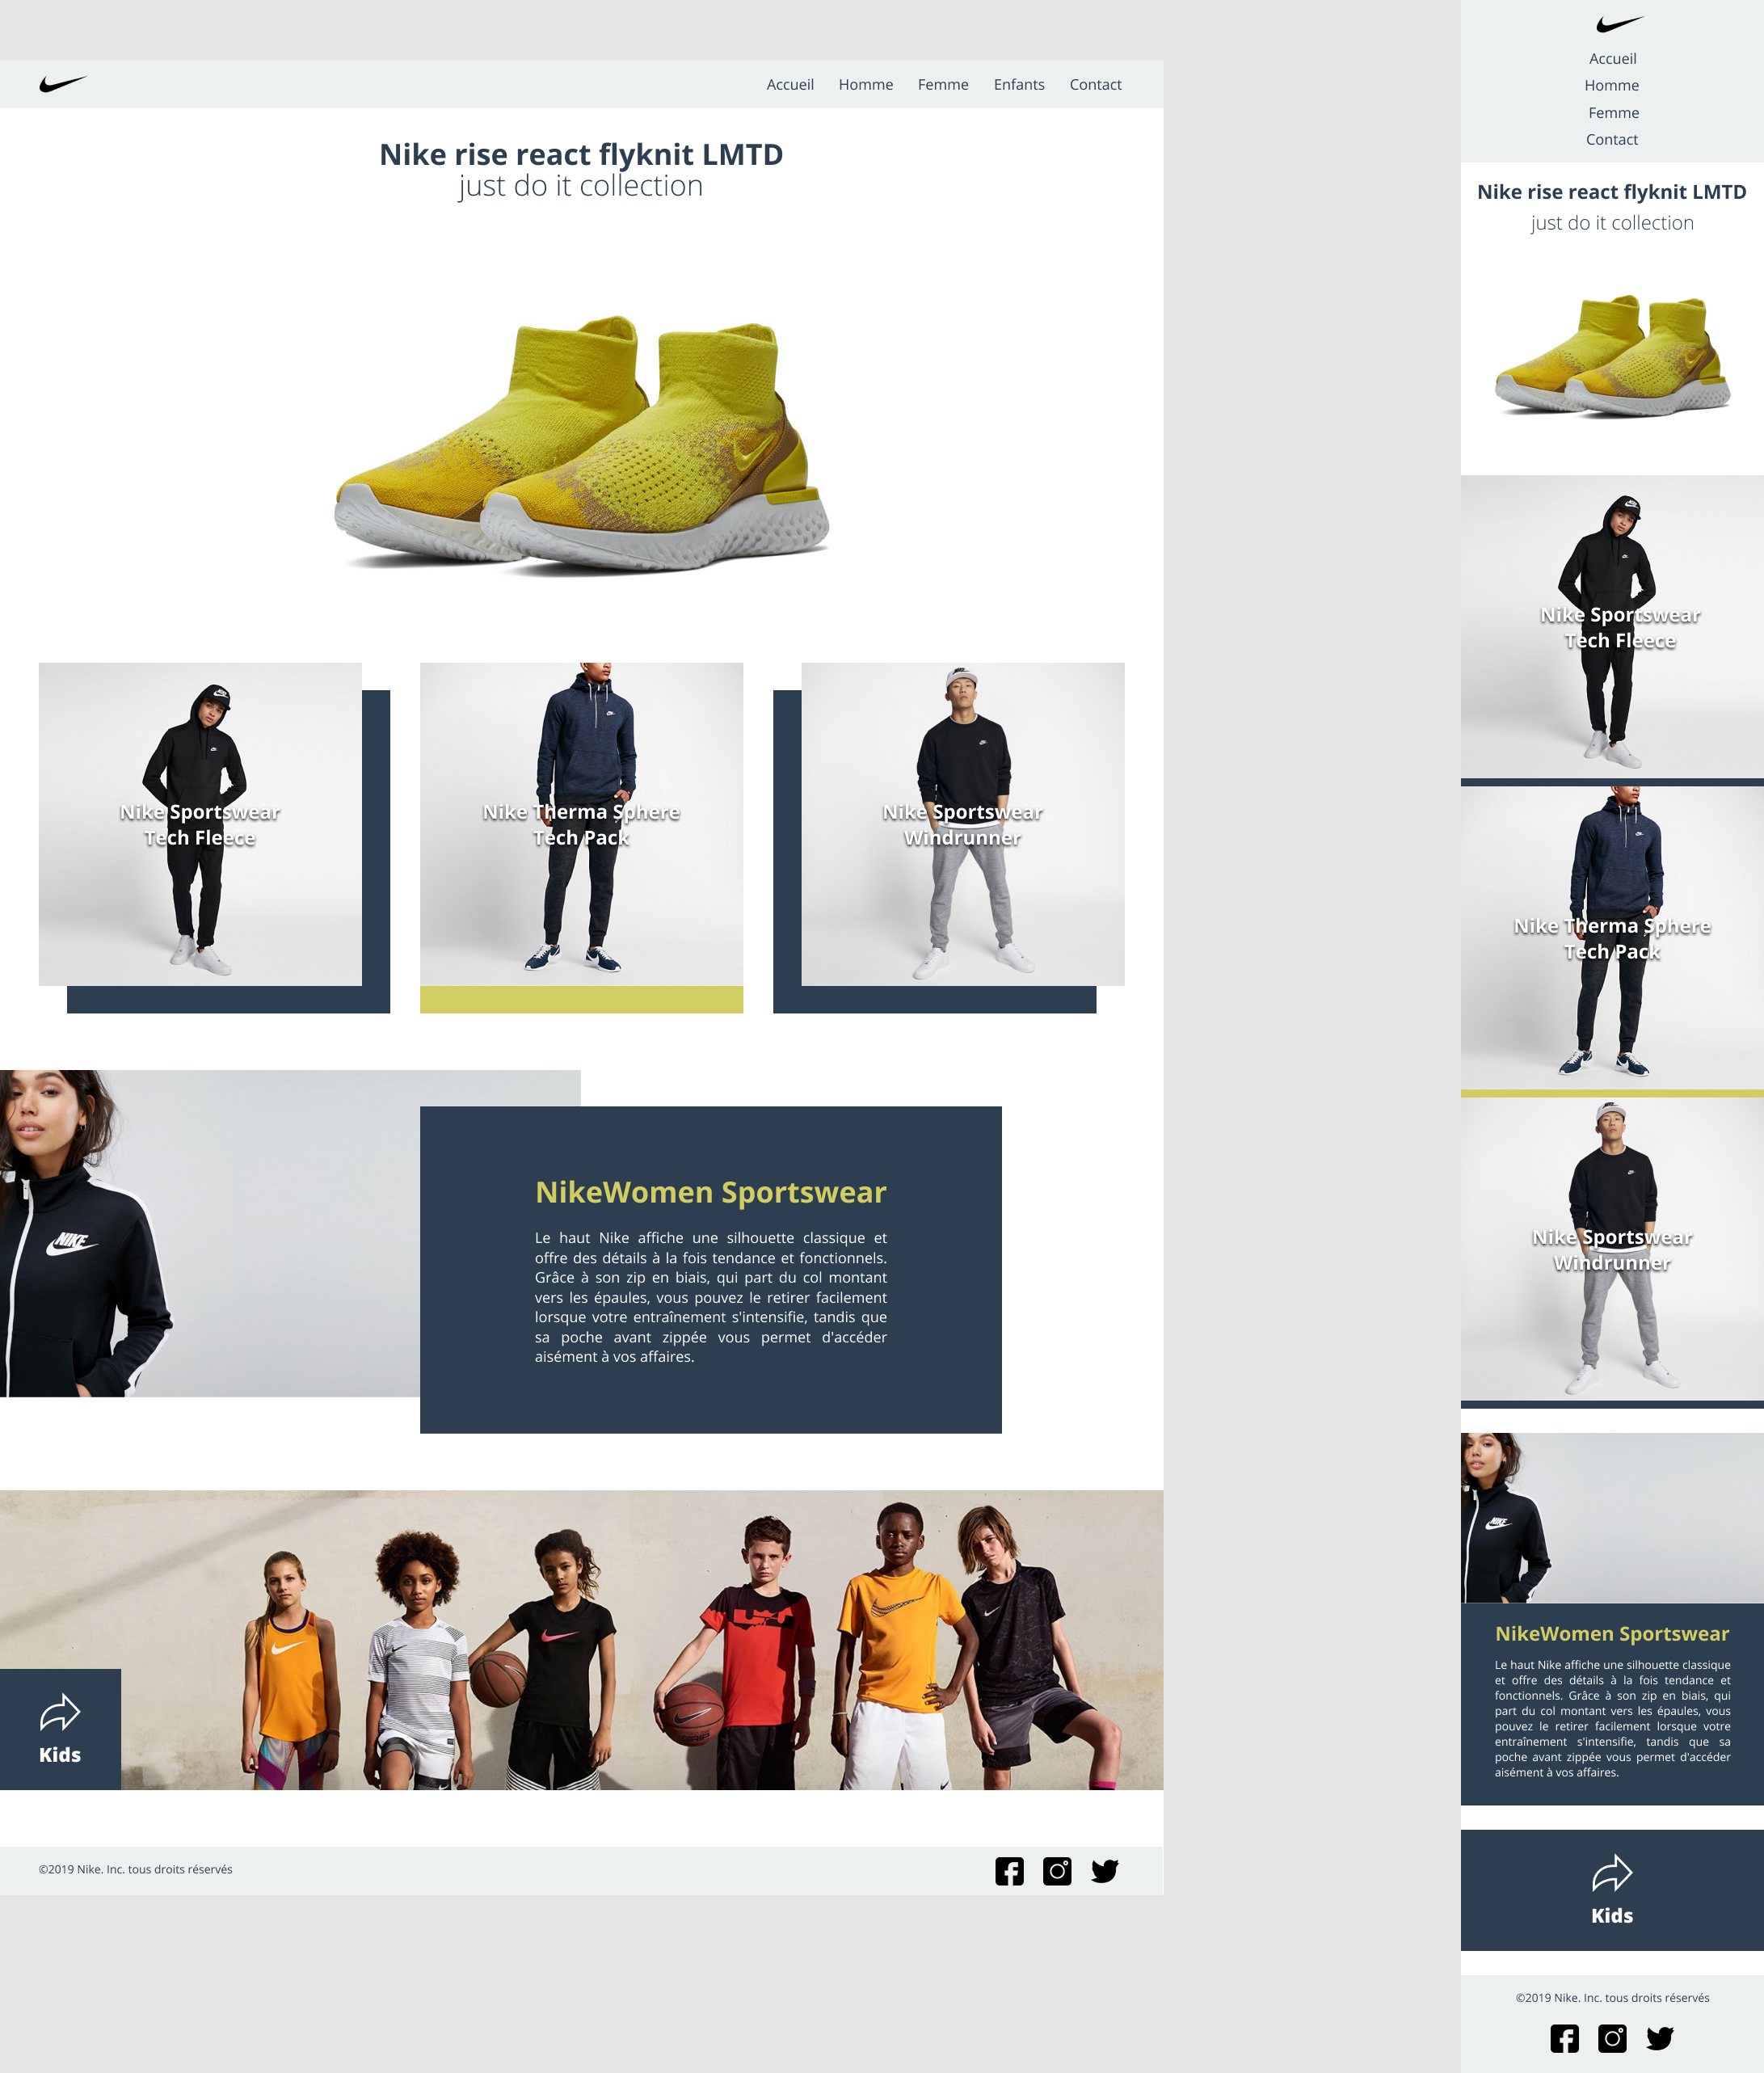 Accueil Homme Femme Enfants Contact
Nike rise react flyknit LMTD
just do it collection
Nike Sportswear
Tech Fleece
Nike Therma Sphere
Tech Pack
Nike Sportswear
Windrunner
NIKE
NikeWomen Sportswear
Le haut Nike affiche une silhouette classique et
offre des détails à la fois tendance et fonctionnels.
Grâce à son zip en biais, qui part du col montant
vers les épaules, vous pouvez le retirer facilement
lorsque votre entraînement s'intensifie, tandis que
sa poche avant zippée vous permet d'accéder
aisément à vos affaires.
Kids
©2019 Nike. Inc. tous droits réservés
Accueil
Homme
Femme
Contact
Nike rise react flyknit LMTD
just do it collection
Nike Sportswear
Tech Fleece
Nike Therma Sphere
Tech Pack
Nike Sportswear
Windrunner
NIKE
NikeWomen Sportswear
Le haut Nike affiche une silhouette classique
et offre des détails à la fois tendance et
fonctionnels. Grâce à son zip en biais, qui
part du col montant vers les épaules, vous
pouvez le retirer facilement lorsque votre
entraînement s'intensifie, tandis que sa
poche avant zippée vous permet d'accéder
aisément à vos affaires.
Kids
©2019 Nike. Inc. tous droits réservés